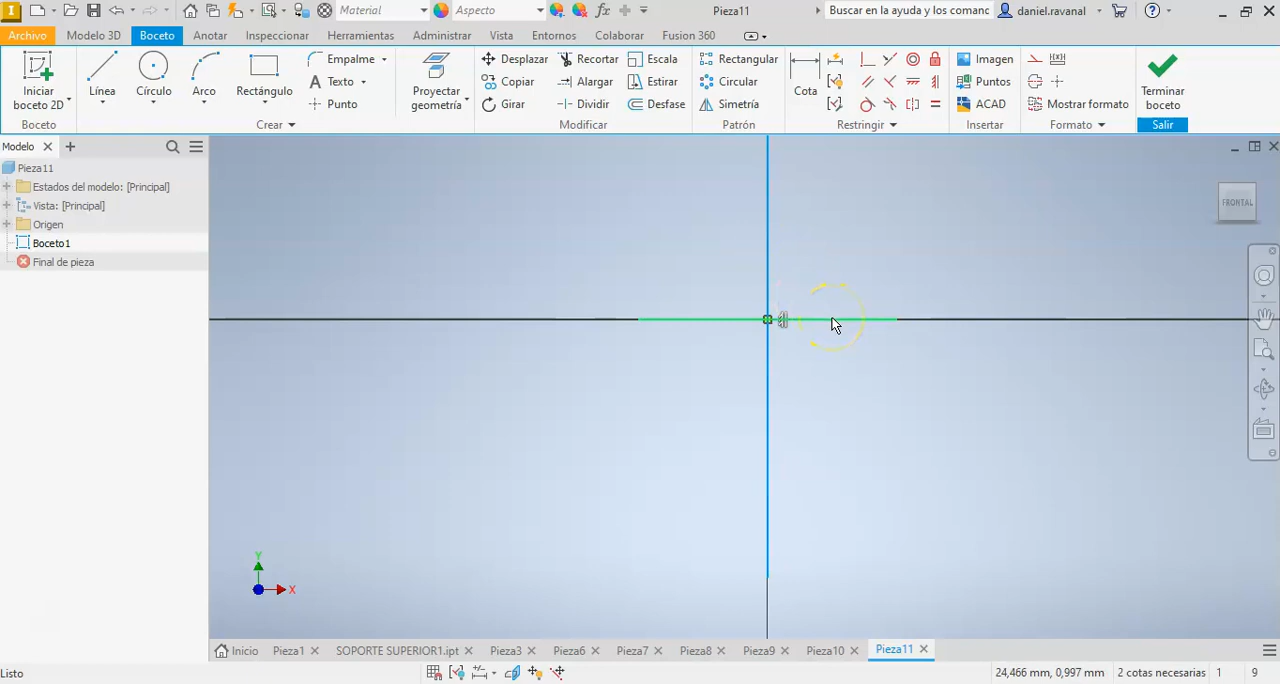 I Material Aspecto fx Pieza11 Buscar en la ayuda y los comanc daniel.ravanal ?
Archivo Modelo 3D Boceto Anotar Inspeccionar Herramientas Administrar Vista Entornos Colaborar Fusion 360
Iniciar boceto 2D
Boceto
Línea Círculo Arco Rectángulo
Empalme
Texto
Punto
Crear
Proyectar geometría
Desplazar Recortar Escala
Copiar Alargar Estirar
Girar Dividir Desfase
Modificar
Rectangular
Circular
Simetría
Patrón
Cota
Restringir
Imagen
Puntos
ACAD
Insertar
Mostrar formato
Formato
Terminar boceto
Salir
Modelo
Pieza11
Estados del modelo: [Principal]
Vista: [Principal]
Origen
Boceto1
Final de pieza
FRONTAL
Y
X
Inicio Pieza1 SOPORTE SUPERIOR1.ipt Pieza3 Pieza6 Pieza7 Pieza8 Pieza9 Pieza10 Pieza11
Listo 24,466 mm, 0,997 mm 2 cotas necesarias 1 9